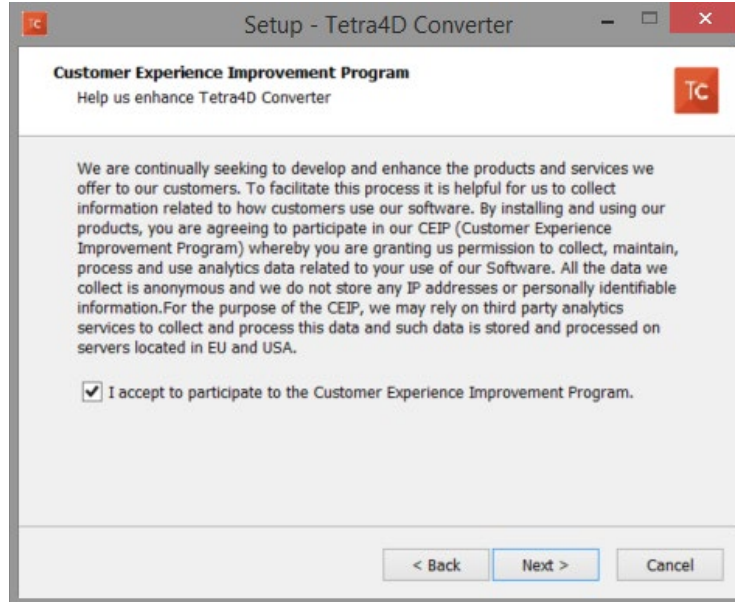 TC
Setup - Tetra4D Converter
Customer Experience Improvement Program
Help us enhance Tetra4D Converter
TC
We are continually seeking to develop and enhance the products and services we
offer to our customers. To facilitate this process it is helpful for us to collect
information related to how customers use our software. By installing and using our
products, you are agreeing to participate in our CEIP (Customer Experience
Improvement Program) whereby you are granting us permission to collect, maintain,
process and use analytics data related to your use of our Software. All the data we
collect is anonymous and we do not store any IP addresses or personally identifiable
information.For the purpose of the CEIP, we may rely on third party analytics
services to collect and process this data and such data is stored and processed on
servers located in EU and USA.
I accept to participate to the Customer Experience Improvement Program.
< Back
Next >
Cancel